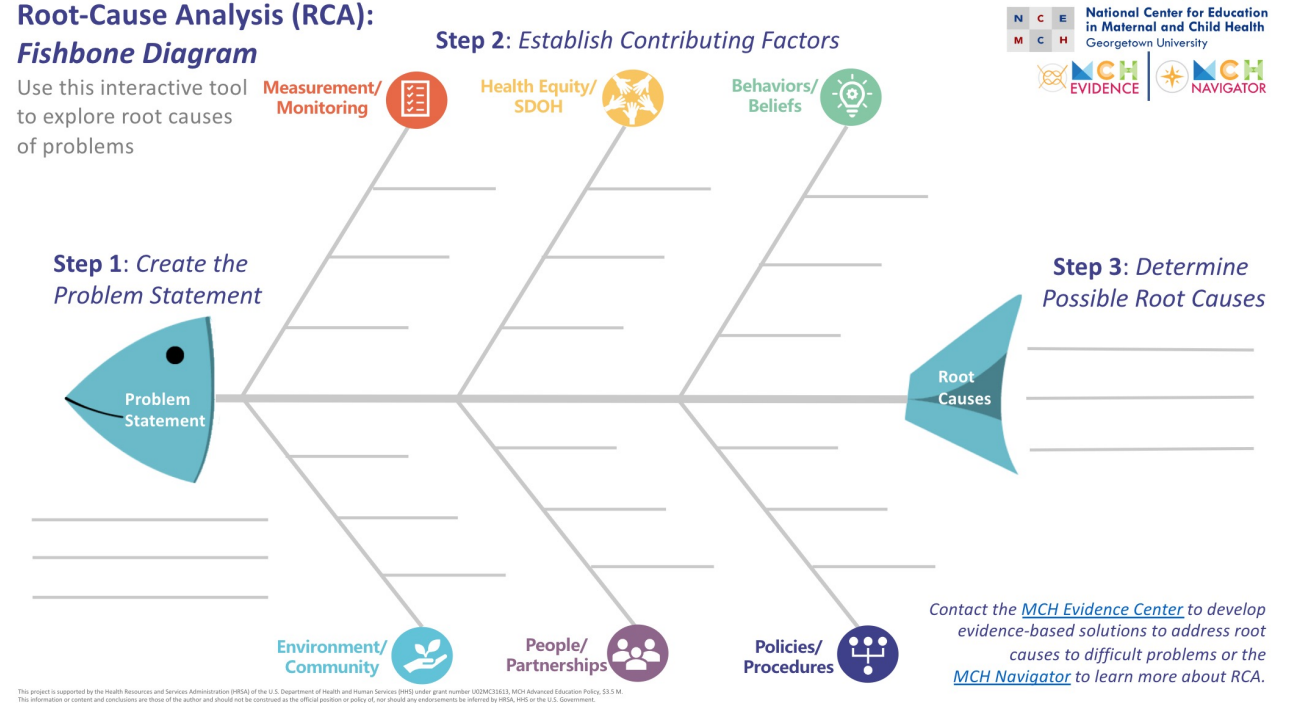 Root-Cause Analysis (RCA):
Fishbone Diagram
Use this interactive tool
to explore root causes
of problems
Step 2: Establish Contributing Factors
N C E
M C H
National Center for Education
in Maternal and Child Health
Georgetown University
MCH
EVIDENCE
MCH
NAVIGATOR
Measurement/
Monitoring
Health Equity/
SDOH
Behaviors/
Beliefs
Step 1: Create the
Problem Statement
Step 3: Determine
Possible Root Causes
Problem
Statement
Root
Causes
Environment/
Community
People/
Partnerships
Policies/
Procedures
Contact the MCH Evidence Center to develop
evidence-based solutions to address root
causes to difficult problems or the
MCH Navigator to learn more about RCA.
This project is supported by the Health Resources and Services Administration (HRSA) of the U.S. Department of Health and Human Services (HHS) under grant number U02MC31613, MCH Advanced Education Policy, $3.5 M.
This information or content and conclusions are those of the author and should not be construed as the official position or policy of, nor should any endorsements be inferred by HRSA, HHS or the U.S. Government.